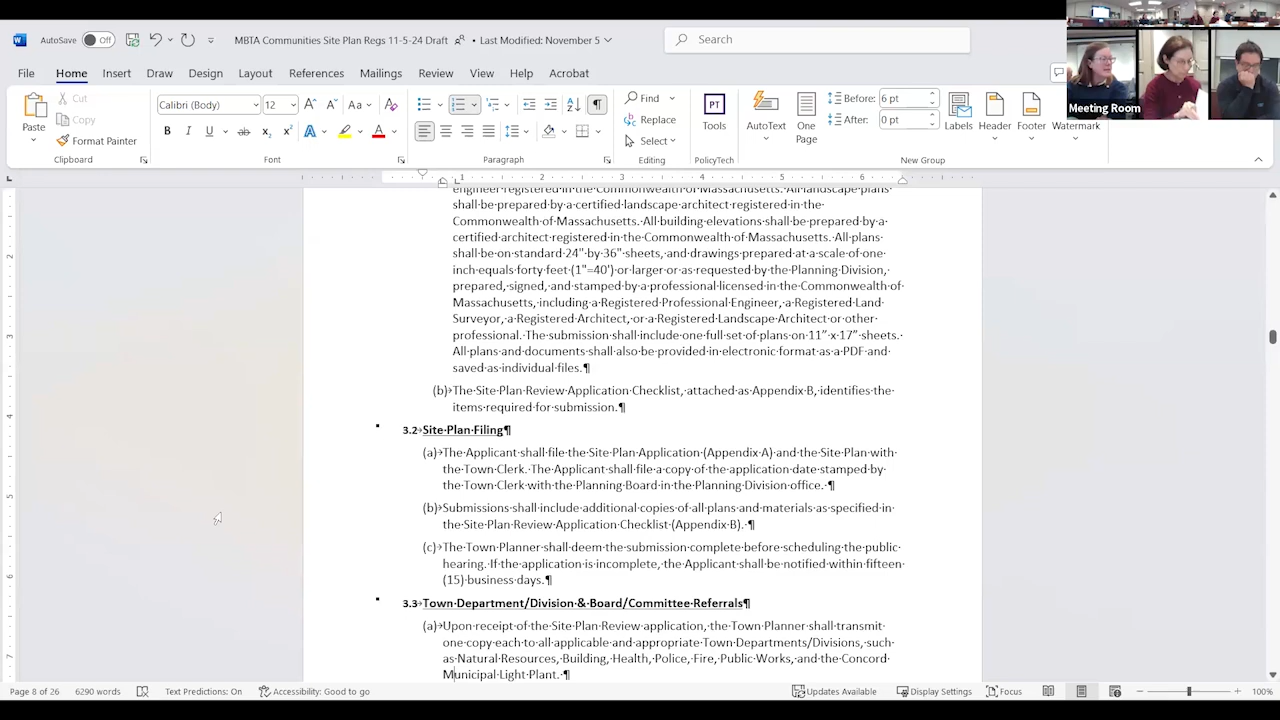 AutoSave Off MBTA Communities Site Plan Regs 11-5-24 Draft • Last Modified: November 5 Search
File Home Insert Draw Design Layout References Mailings Review View Help Acrobat
Meeting Room
Paste Cut Copy Format Painter
Calibri (Body) 12
Find Replace Select
Tools
AutoText One Page
Before: 6 pt
After: 0 pt
Labels Header Footer Watermark
Clipboard Font Paragraph Editing PolicyTech New Group
engineer registered in the Commonwealth of Massachusetts. All landscape plans
shall be prepared by a certified landscape architect registered in the
Commonwealth of Massachusetts. All building elevations shall be prepared by a
certified architect registered in the Commonwealth of Massachusetts. All plans
shall be on standard 24" by 36" sheets, and drawings prepared at a scale of one
inch equals forty feet (1"=40') or larger or as requested by the Planning Division,
prepared, signed, and stamped by a professional licensed in the Commonwealth of
Massachusetts, including a Registered Professional Engineer, a Registered Land
Surveyor, a Registered Architect, or a Registered Landscape Architect or other
professional. The submission shall include one full set of plans on 11” x 17” sheets.
All plans and documents shall also be provided in electronic format as a PDF and
saved as individual files.¶
(b) The Site Plan Review Application Checklist, attached as Appendix B, identifies the
items required for submission.¶
3.2 Site Plan Filing¶
(a) The Applicant shall file the Site Plan Application (Appendix A) and the Site Plan with
the Town Clerk. The Applicant shall file a copy of the application date stamped by
the Town Clerk with the Planning Board in the Planning Division office. ¶
(b) Submissions shall include additional copies of all plans and materials as specified in
the Site Plan Review Application Checklist (Appendix B). ¶
(c) The Town Planner shall deem the submission complete before scheduling the public
hearing. If the application is incomplete, the Applicant shall be notified within fifteen
(15) business days.¶
3.3 Town Department/Division & Board/Committee Referrals¶
(a) Upon receipt of the Site Plan Review application, the Town Planner shall transmit
one copy each to all applicable and appropriate Town Departments/Divisions, such
as Natural Resources, Building, Health, Police, Fire, Public Works, and the Concord
Municipal Light Plant. ¶
Page 8 of 26 6290 words Text Predictions: On Accessibility: Good to go Updates Available Display Settings Focus 100%